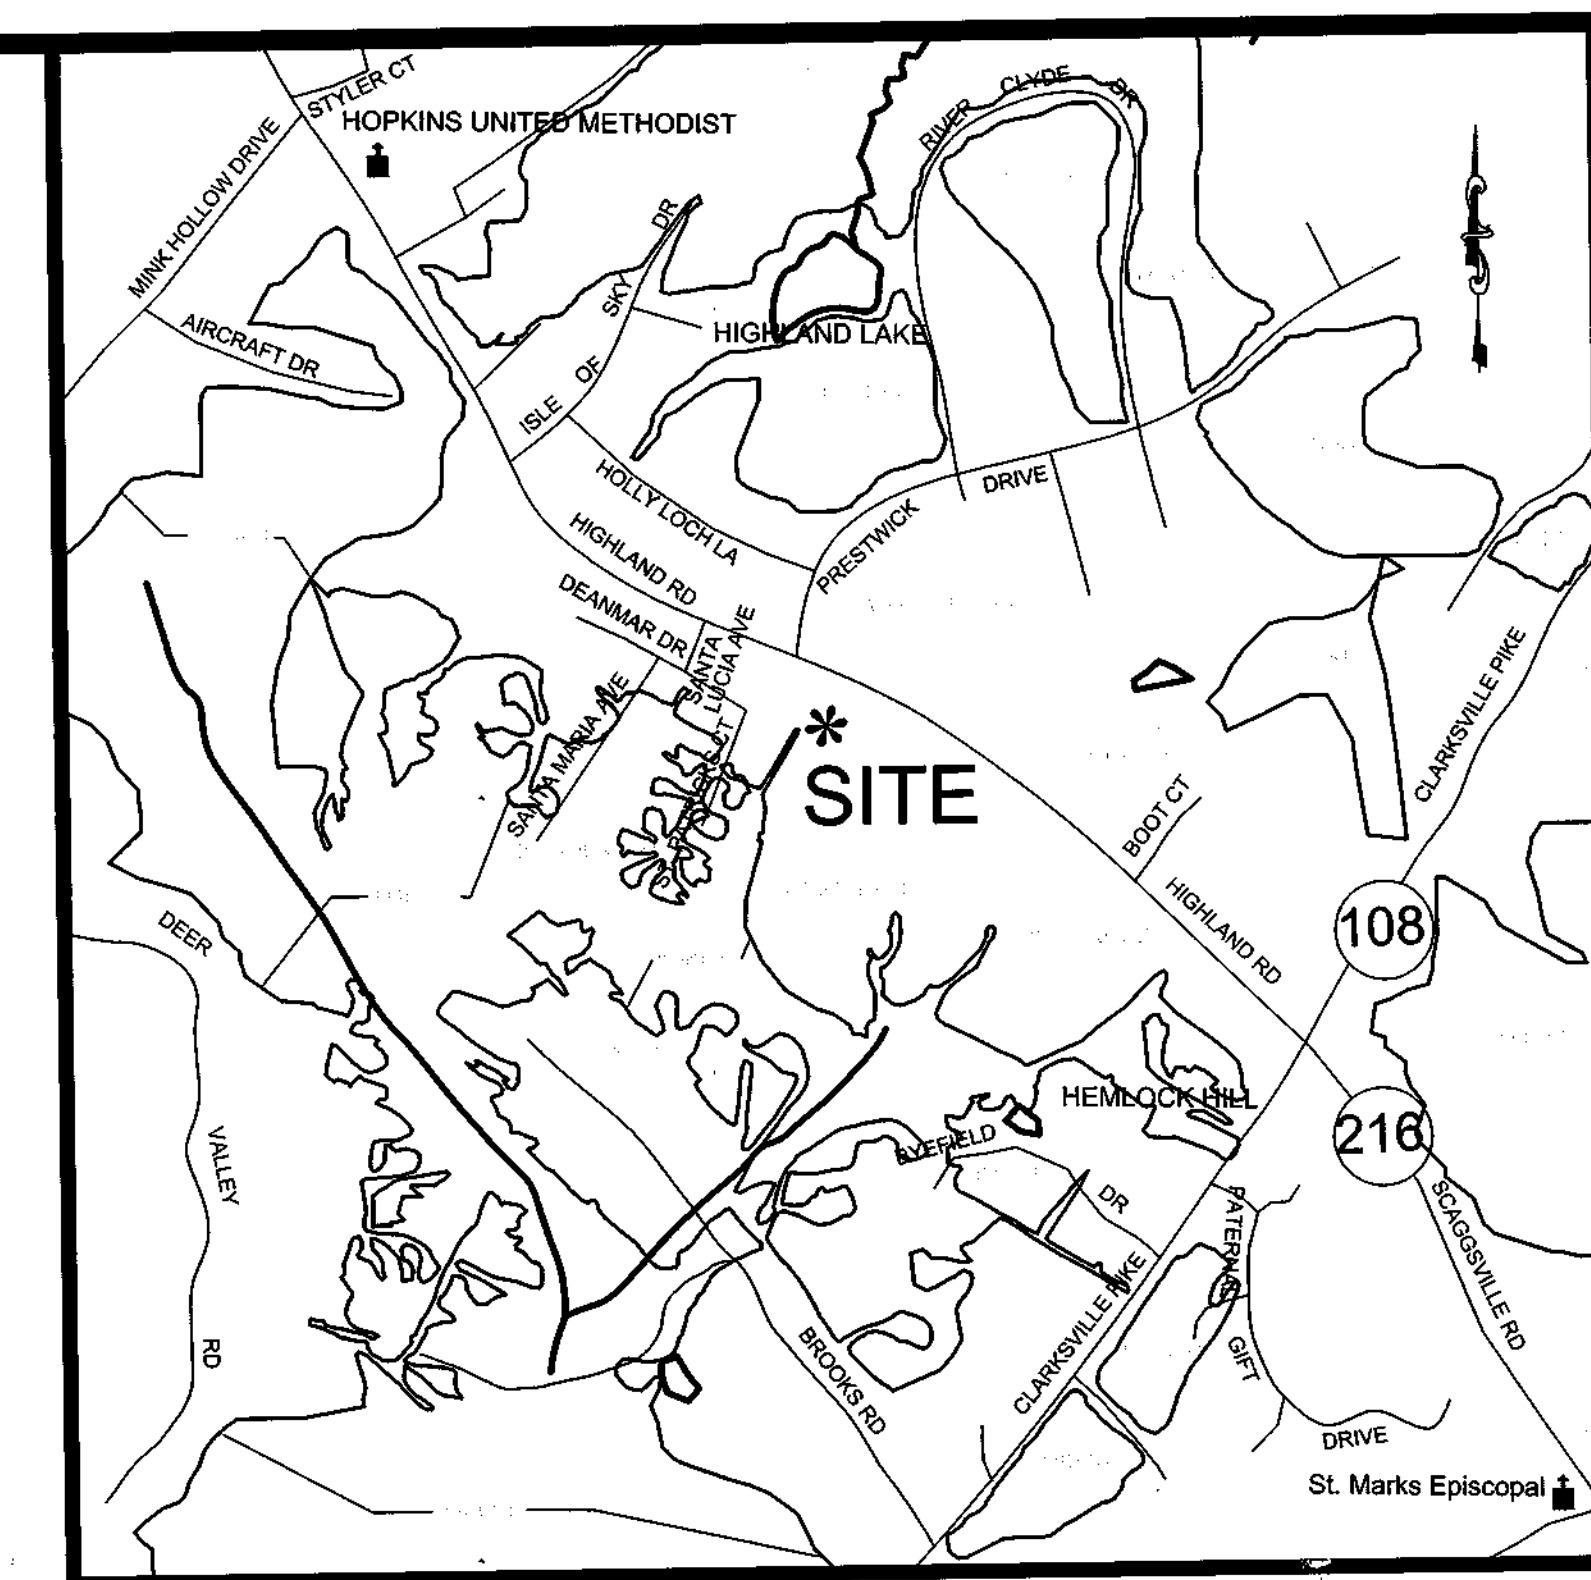 STYLER CT
HOPKINS UNITED METHODIST
MINK HOLLOW DRIVE
AIRCRAFT DR
RIVER CLYDE DR
ISLE OF SKY DR
HIGHLAND LAKE
HOLLY LOCH LA
HIGHLAND RD
DEANMAR DR
PRESTWICK DRIVE
SANTA
LUCIA AVE
SANTA MARIA AVE
SITE
CLARKSVILLE PIKE
BOOT CT
HIGHLAND RD
108
DEER VALLEY RD
HEMLOCK HILL
216
RYEFIELD DR
PATERNAL GIFT DRIVE
SCAGGSVILLE RD
CLARKSVILLE PIKE
BROOKS RD
St. Marks Episcopal